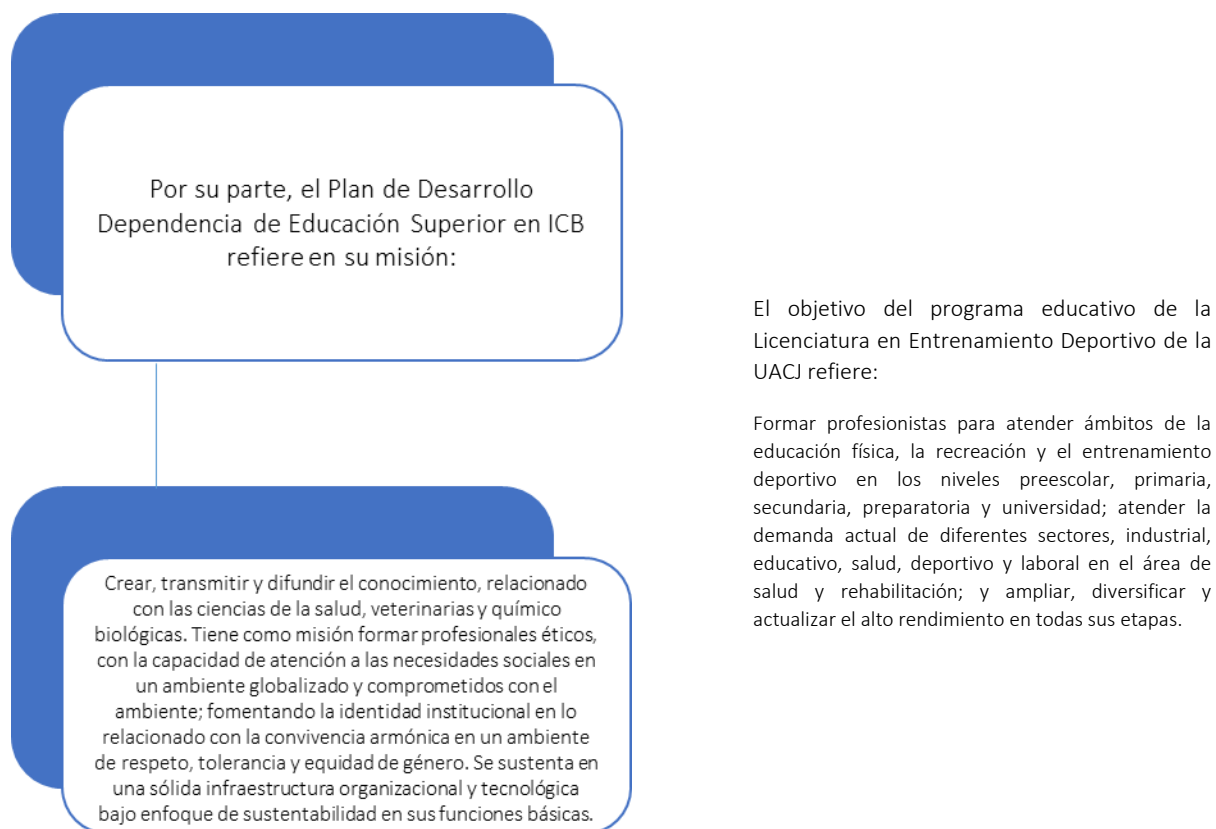 Por su parte, el Plan de Desarrollo
Dependencia de Educación Superior en ICB
refiere en su misión:
Crear, transmitir y difundir el conocimiento, relacionado
con las ciencias de la salud, veterinarias y químico
biológicas. Tiene como misión formar profesionales éticos,
con la capacidad de atención a las necesidades sociales en
un ambiente globalizado y comprometidos con el
ambiente; fomentando la identidad institucional en lo
relacionado con la convivencia armónica en un ambiente
de respeto, tolerancia y equidad de género. Se sustenta en
una sólida infraestructura organizacional y tecnológica
bajo enfoque de sustentabilidad en sus funciones básicas.
El objetivo del programa educativo de la
Licenciatura en Entrenamiento Deportivo de la
UACJ refiere:
Formar profesionistas para atender ámbitos de la
educación física, la recreación y el entrenamiento
deportivo en los niveles preescolar, primaria,
secundaria, preparatoria y universidad; atender la
demanda actual de diferentes sectores, industrial,
educativo, salud, deportivo y laboral en el área de
salud y rehabilitación; y ampliar, diversificar y
actualizar el alto rendimiento en todas sus etapas.